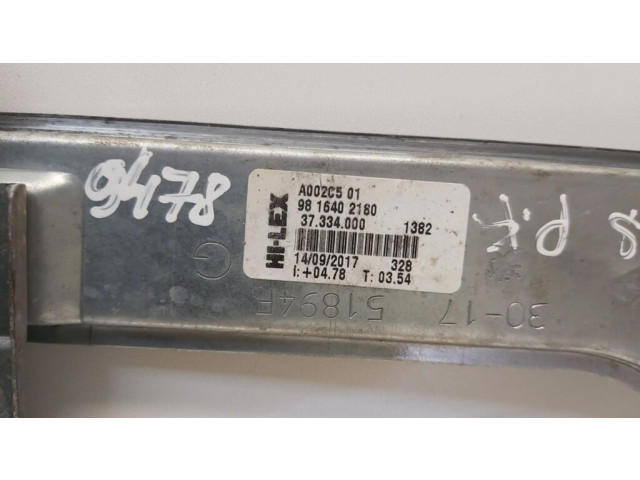 9478
HI-LEX
A002C5 01
98 1640 2180
37.334.000 1382
14/09/2017 328
I:+04.78 T: 03.54
G
51894F
30-17